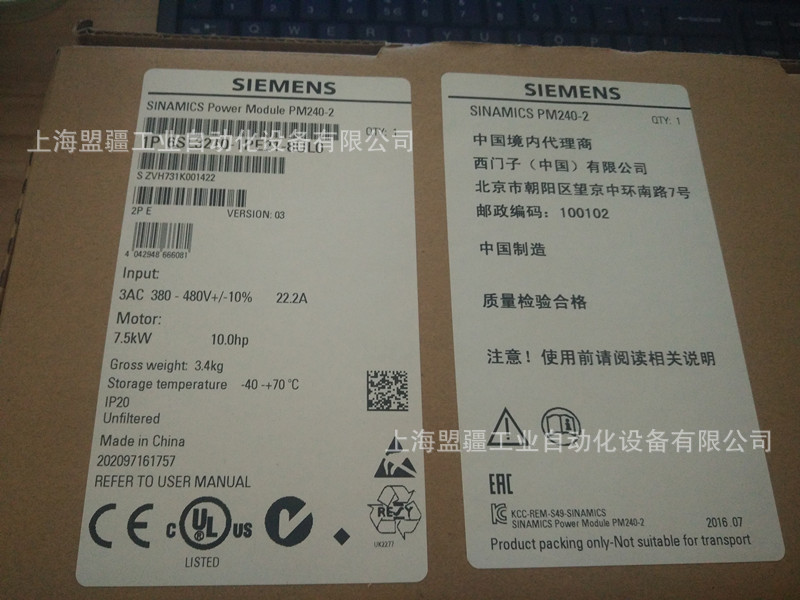 SIEMENS
SINAMICS Power Module PM240-2
QTY: 1
S ZVH731K001422
2P E
VERSION: 03
4 042948 666081
Input:
3AC 380 - 480V+/-10% 22.2A
Motor:
7.5kW 10.0hp
Gross weight: 3.4kg
Storage temperature -40 -+70 °C
IP20
Unfiltered
Made in China
202097161757
REFER TO USER MANUAL
CE
c UL US
LISTED
RESY
UK2277
SIEMENS
SINAMICS PM240-2
QTY: 1
中国境内代理商
西门子（中国）有限公司
北京市朝阳区望京中环南路7号
邮政编码：100102
中国制造
质量检验合格
注意！使用前请阅读相关说明
EAC
KCC-REM-S49-SINAMICS
SINAMICS Power Module PM240-2
2016 .07
Product packing only-Not suitable for transport
上海盟疆工业自动化设备有限公司
上海盟疆工业自动化设备有限公司